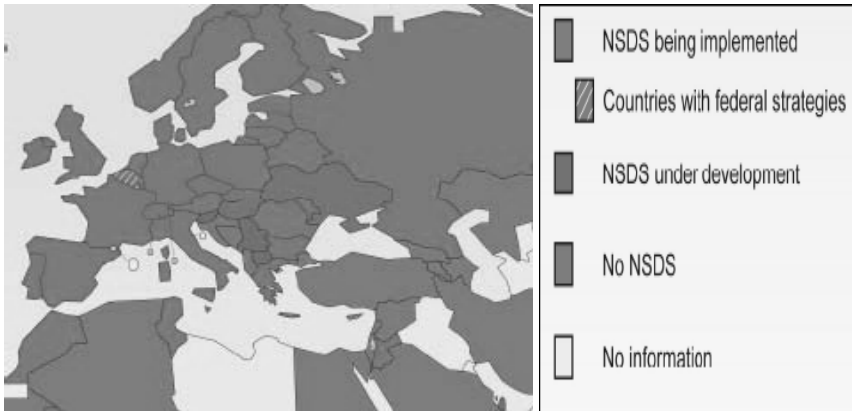 NSDS being implemented
Countries with federal strategies
NSDS under development
No NSDS
No information